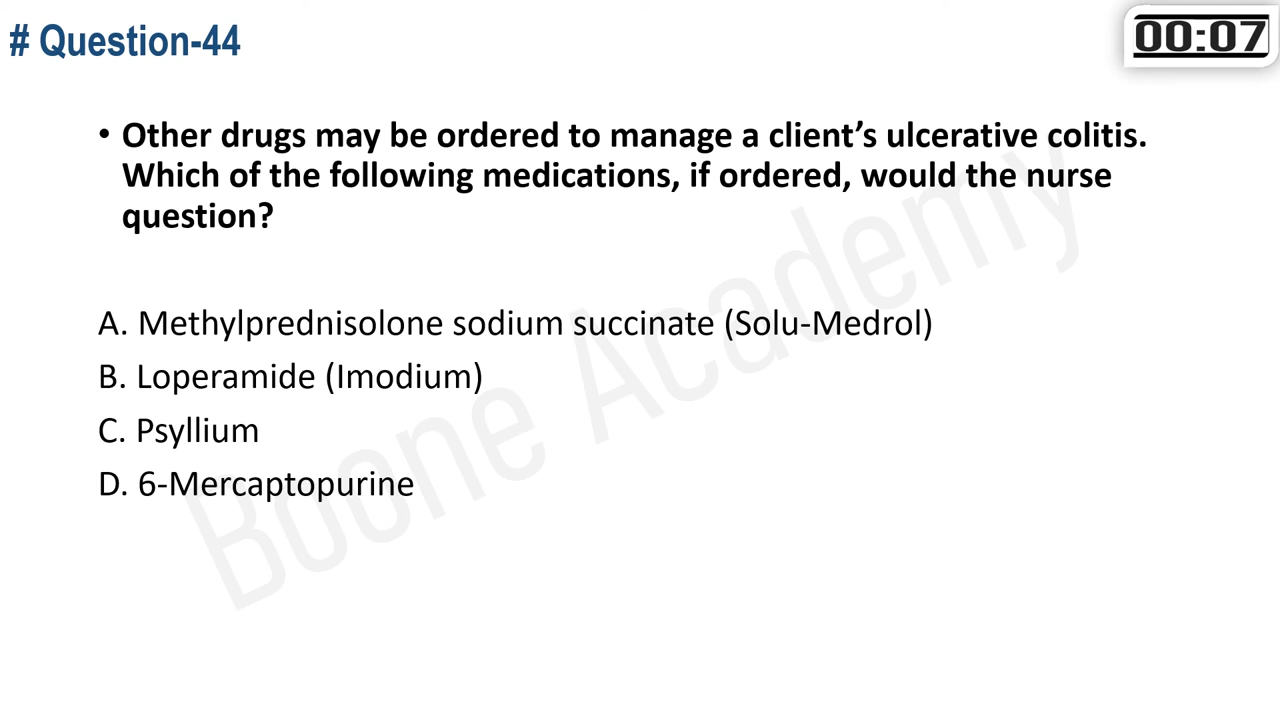 # Question-44
00:07
• Other drugs may be ordered to manage a client’s ulcerative colitis.
Which of the following medications, if ordered, would the nurse
question?
A. Methylprednisolone sodium succinate (Solu-Medrol)
B. Loperamide (Imodium)
C. Psyllium
D. 6-Mercaptopurine
Boone Academy